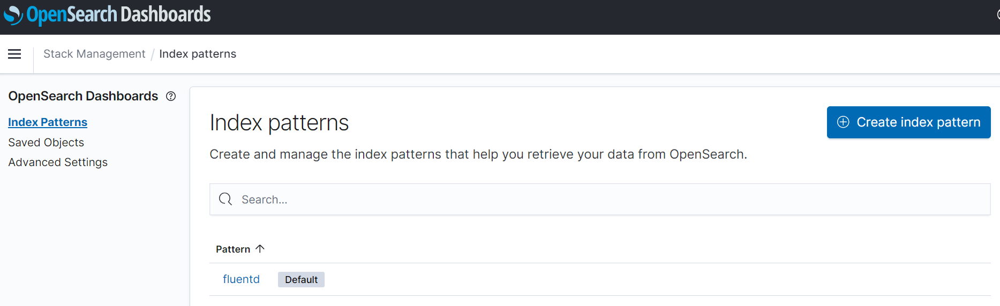 OpenSearch Dashboards
Stack Management / Index patterns
OpenSearch Dashboards
Index Patterns
Saved Objects
Advanced Settings
Index patterns
Create index pattern
Create and manage the index patterns that help you retrieve your data from OpenSearch.
Search...
Pattern ↑
fluentd Default